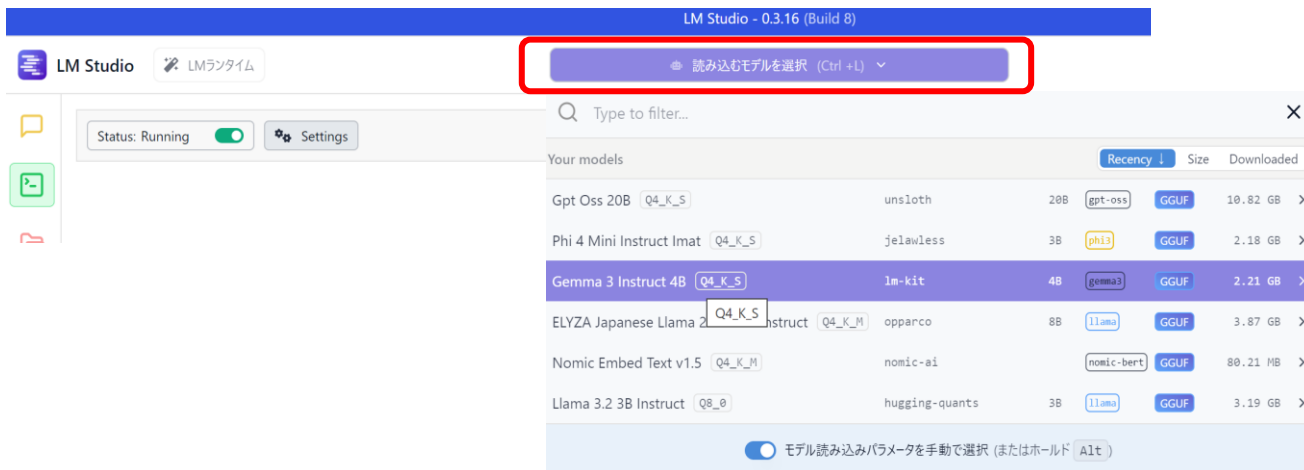 LM Studio - 0.3.16 (Build 8)
LM Studio LMランタイム
読み込むモデルを選択 (Ctrl +L)
Type to filter...
Status: Running Settings
Your models Recency ↓ Size Downloaded
Gpt Oss 20B Q4_K_S unsloth 20B gpt-oss GGUF 10.82 GB
Phi 4 Mini Instruct Imat Q4_K_S jelawless 3B phi3 GGUF 2.18 GB
Gemma 3 Instruct 4B Q4_K_S lm-kit 4B gemma3 GGUF 2.21 GB
Q4_K_S
ELYZA Japanese Llama 2 nstruct Q4_K_M opparco 8B llama GGUF 3.87 GB
Nomic Embed Text v1.5 Q4_K_M nomic-ai nomic-bert GGUF 80.21 MB
Llama 3.2 3B Instruct Q8_0 hugging-quants 3B llama GGUF 3.19 GB
モデル読み込みパラメータを手動で選択 (またはホールド Alt )